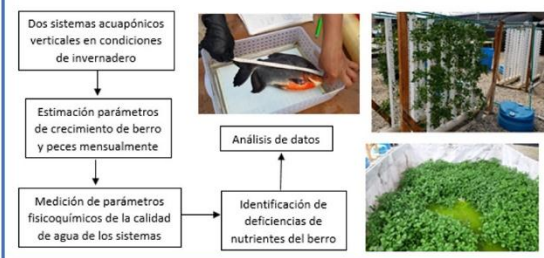 Dos sistemas acuapónicos
verticales en condiciones
de invernadero
Estimación parámetros
de crecimiento de berro
y peces mensualmente
Medición de parámetros
fisicoquímicos de la calidad
de agua de los sistemas
Identificación de
deficiencias de
nutrientes del berro
Análisis de datos